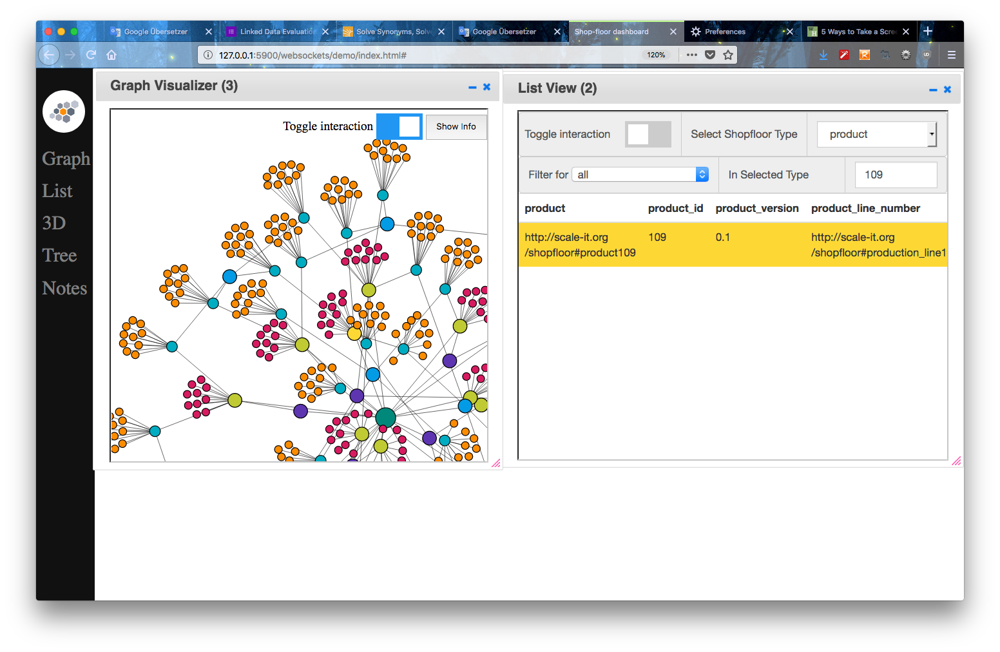 Google Übersetzer
Linked Data Evaluation
Solve Synonyms, Solv
Google Übersetzer
Shop-floor dashboard
Preferences
5 Ways to Take a Scre
127.0.0.1:5900/websockets/demo/index.html#
120%
Graph
List
3D
Tree
Notes
Graph Visualizer (3)
Toggle interaction
Show Info
List View (2)
Toggle interaction
Select Shopfloor Type
product
Filter for
all
In Selected Type
109
product product_id product_version product_line_number
http://scale-it.org 109 0.1 http://scale-it.org
/shopfloor#product109 /shopfloor#production_line1